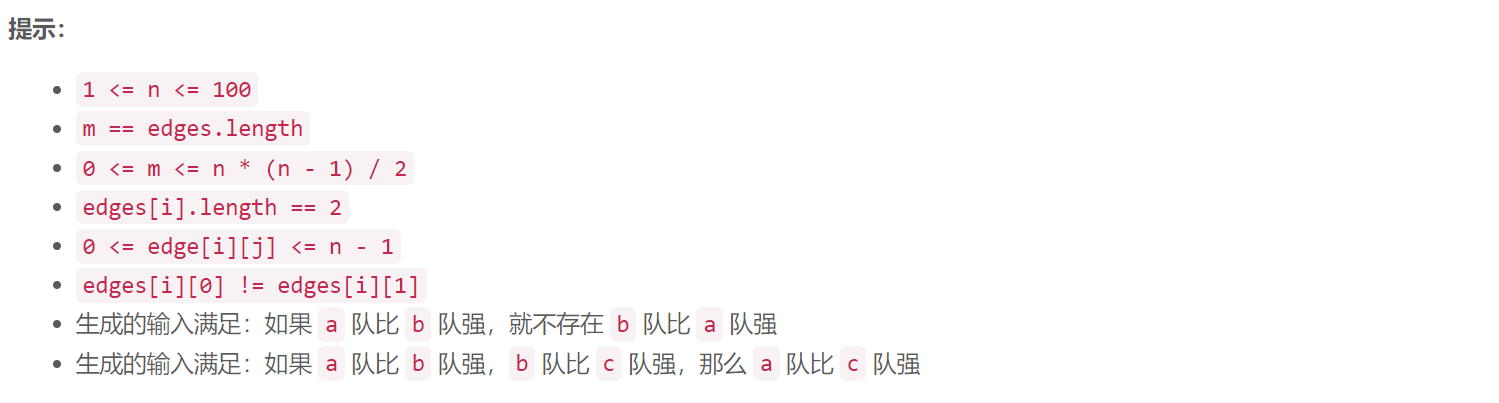 提示：
1 <= n <= 100
m == edges.length
0 <= m <= n * (n - 1) / 2
edges[i].length == 2
0 <= edge[i][j] <= n - 1
edges[i][0] != edges[i][1]
生成的输入满足：如果 a 队比 b 队强，就不存在 b 队比 a 队强
生成的输入满足：如果 a 队比 b 队强，b 队比 c 队强，那么 a 队比 c 队强